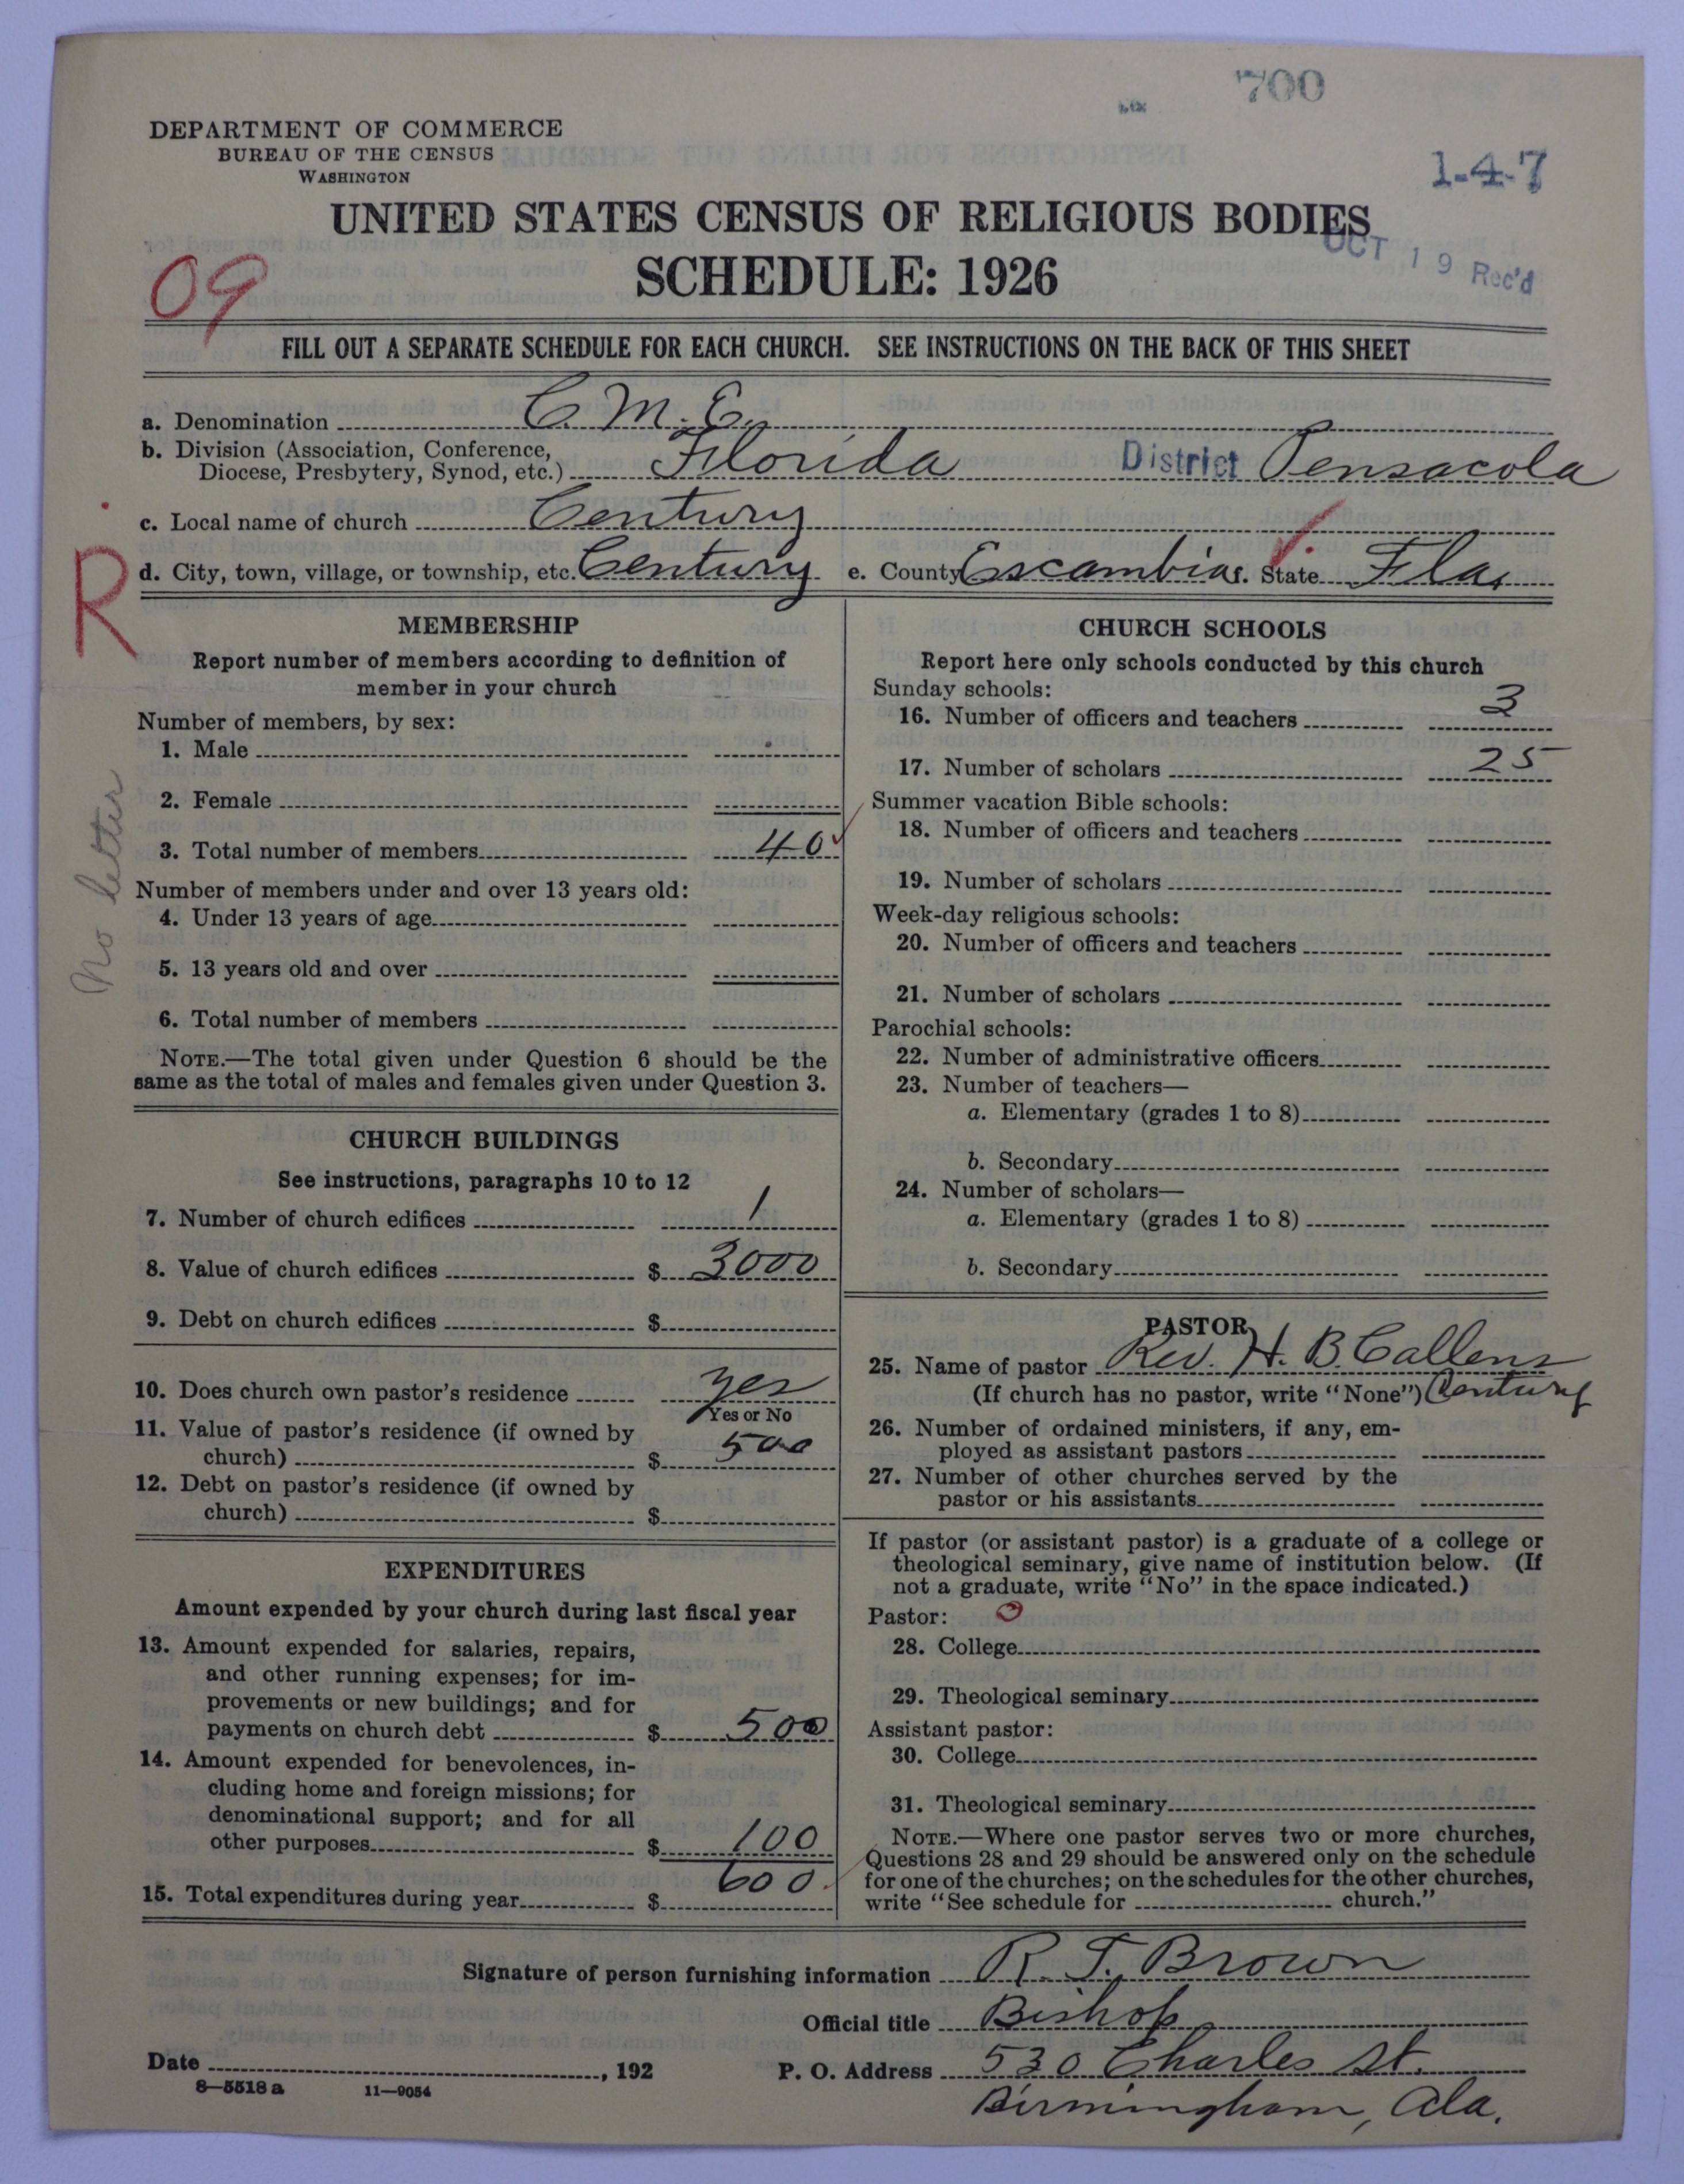 700
DEPARTMENT OF COMMERCE
BUREAU OF THE CENSUS
WASHINGTON
1-4-7
UNITED STATES CENSUS OF RELIGIOUS BODIES
SCHEDULE: 1926
OCT 19 Rec'd
09
FILL OUT A SEPARATE SCHEDULE FOR EACH CHURCH. SEE INSTRUCTIONS ON THE BACK OF THIS SHEET
a. Denomination C. M. E.
b. Division (Association, Conference,
Diocese, Presbytery, Synod, etc.) Florida District Pensacola
c. Local name of church Century
R
d. City, town, village, or township, etc. Century e. County Escambia f. State Fla.
No letter
MEMBERSHIP
Report number of members according to definition of
member in your church
Number of members, by sex:
1. Male
2. Female
3. Total number of members 40
Number of members under and over 13 years old:
4. Under 13 years of age
5. 13 years old and over
6. Total number of members
NOTE.—The total given under Question 6 should be the
same as the total of males and females given under Question 3.
CHURCH BUILDINGS
See instructions, paragraphs 10 to 12
7. Number of church edifices 1
8. Value of church edifices $ 3000
9. Debt on church edifices $
10. Does church own pastor's residence yes
Yes or No
11. Value of pastor's residence (if owned by
church) $ 500
12. Debt on pastor's residence (if owned by
church) $
EXPENDITURES
Amount expended by your church during last fiscal year
13. Amount expended for salaries, repairs,
and other running expenses; for im-
provements or new buildings; and for
payments on church debt $ 500
14. Amount expended for benevolences, in-
cluding home and foreign missions; for
denominational support; and for all
other purposes $ 100
15. Total expenditures during year $ 600
CHURCH SCHOOLS
Report here only schools conducted by this church
Sunday schools:
16. Number of officers and teachers 3
17. Number of scholars 25
Summer vacation Bible schools:
18. Number of officers and teachers
19. Number of scholars
Week-day religious schools:
20. Number of officers and teachers
21. Number of scholars
Parochial schools:
22. Number of administrative officers
23. Number of teachers—
a. Elementary (grades 1 to 8)
b. Secondary
24. Number of scholars—
a. Elementary (grades 1 to 8)
b. Secondary
PASTOR
25. Name of pastor Rev. H. B. Callens
(If church has no pastor, write "None") Century
26. Number of ordained ministers, if any, em-
ployed as assistant pastors
27. Number of other churches served by the
pastor or his assistants
If pastor (or assistant pastor) is a graduate of a college or
theological seminary, give name of institution below. (If
not a graduate, write "No" in the space indicated.)
Pastor: O
28. College
29. Theological seminary
Assistant pastor:
30. College
31. Theological seminary
NOTE.—Where one pastor serves two or more churches,
Questions 28 and 29 should be answered only on the schedule
for one of the churches; on the schedules for the other churches,
write "See schedule for church."
Signature of person furnishing information R. T. Brown
Official title Bishop
Date , 192 P. O. Address 530 Charles St.
8—5518 a 11—9054
Birmingham, Ala.